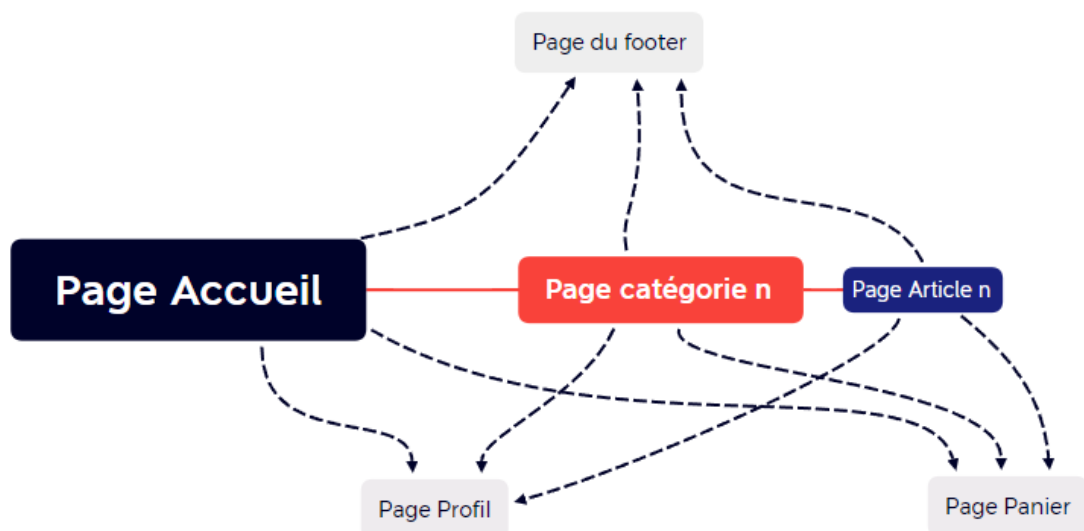 Page du footer
Page Accueil
Page catégorie n
Page Article n
Page Profil
Page Panier